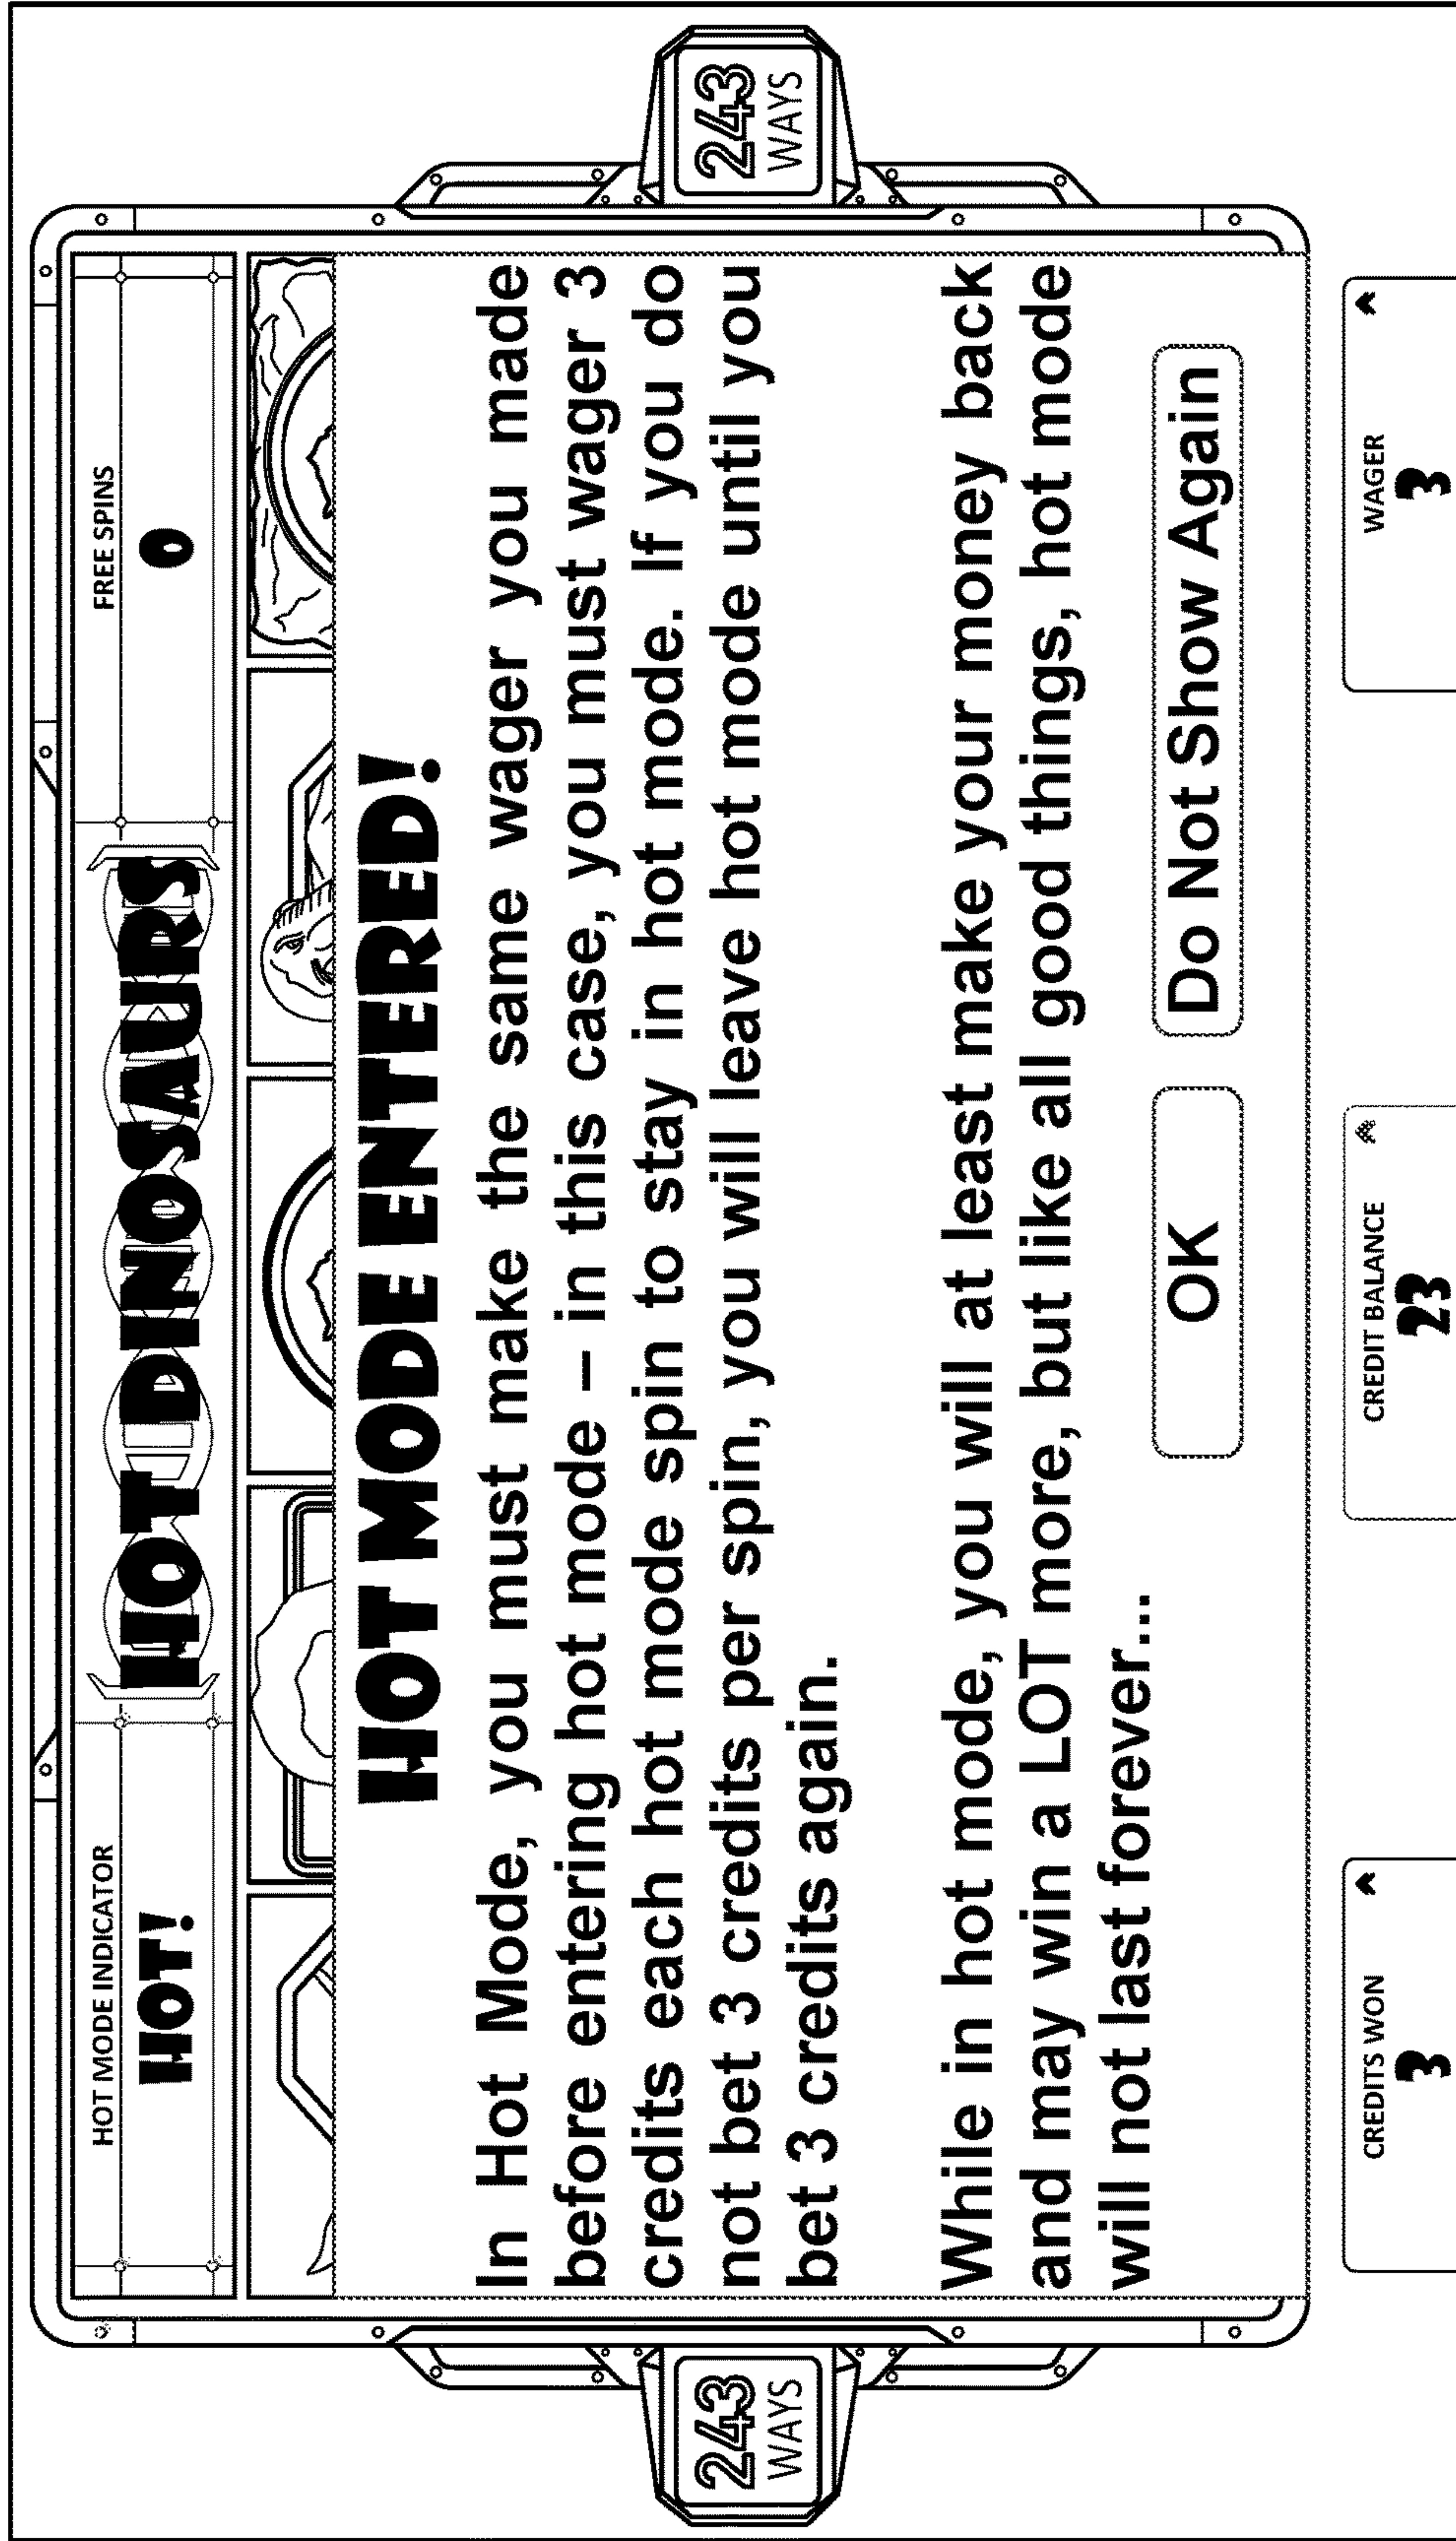 HOT MODE INDICATOR
HOT!
HOT DINOSAURS
FREE SPINS
0
243
WAYS
243
WAYS
HOT MODE ENTERED!
In Hot Mode, you must make the same wager you made
before entering hot mode – in this case, you must wager 3
credits each hot mode spin to stay in hot mode. If you do
not bet 3 credits per spin, you will leave hot mode until you
bet 3 credits again.
While in hot mode, you will at least make your money back
and may win a LOT more, but like all good things, hot mode
will not last forever...
OK
Do Not Show Again
CREDITS WON
3
CREDIT BALANCE
23
WAGER
3